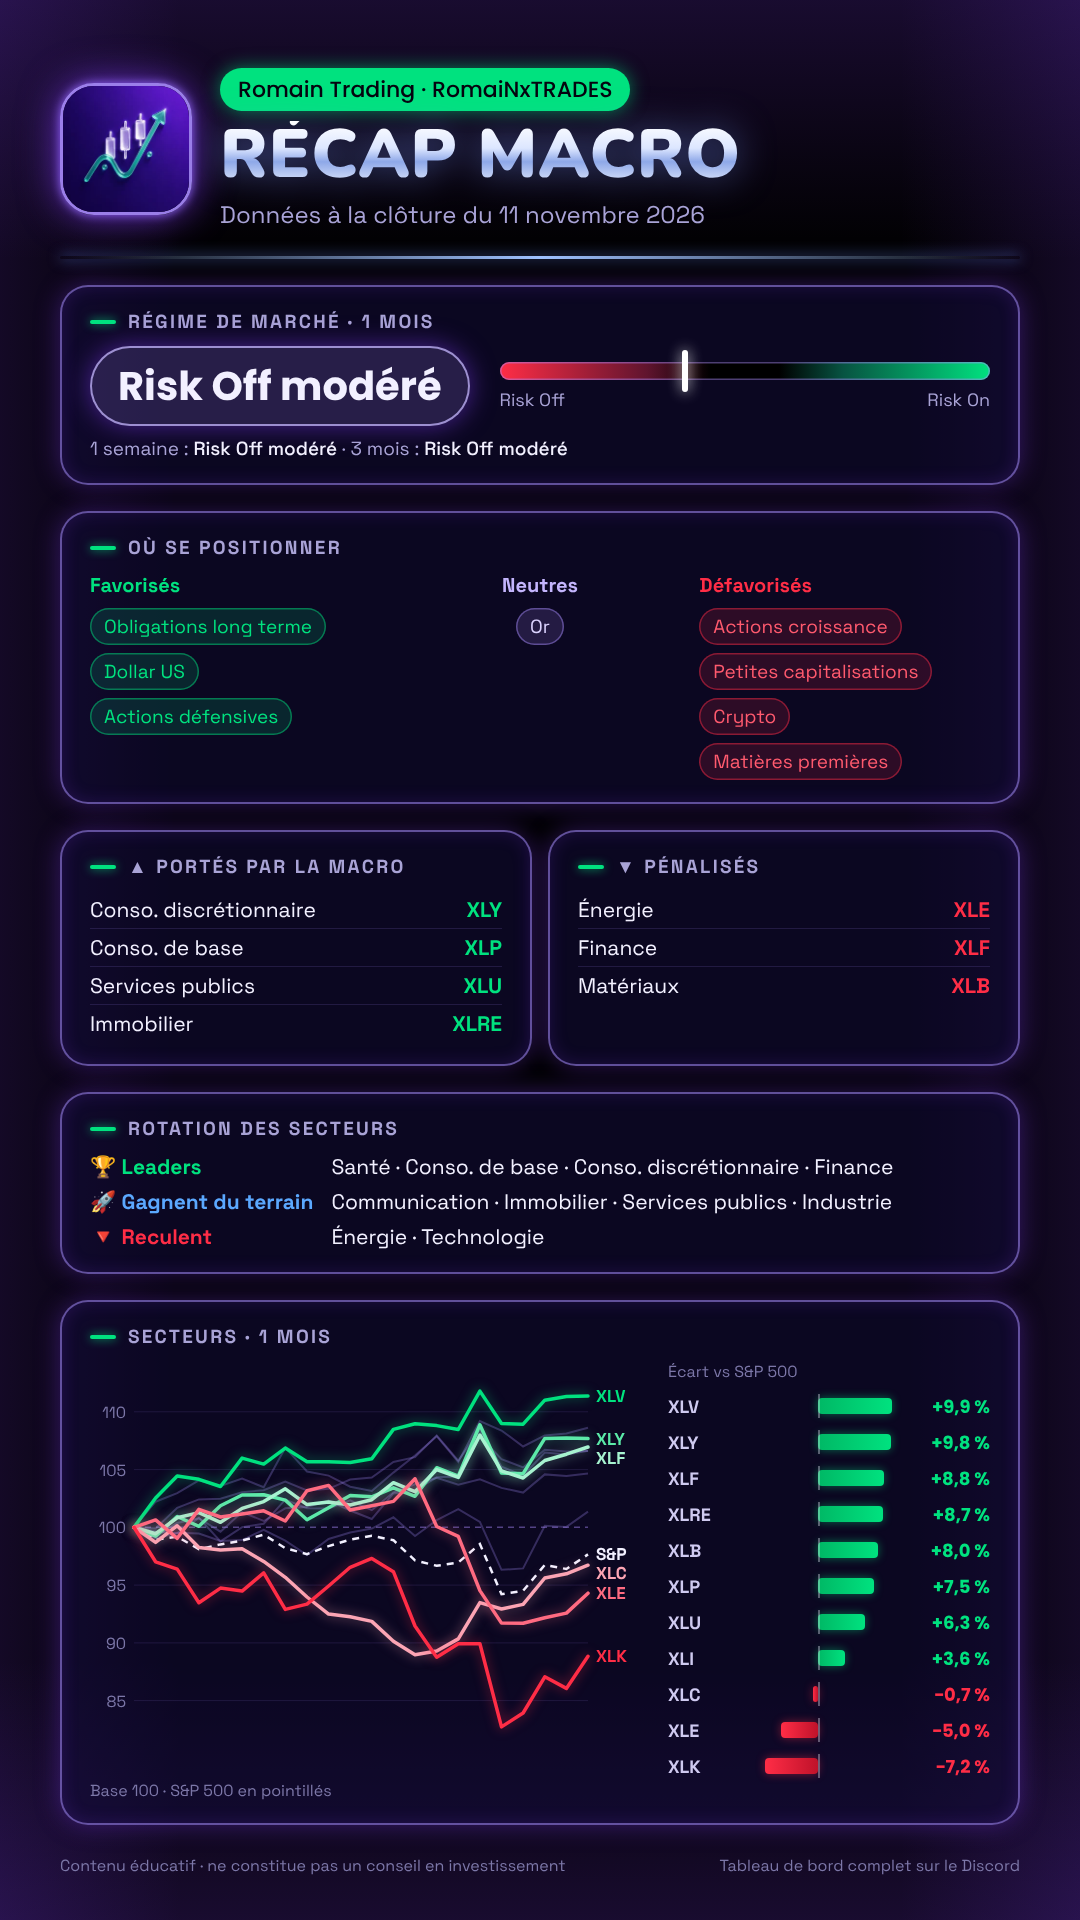 Romain Trading · RomaiNxTRADES
RÉCAP MACRO
Données à la clôture du 11 novembre 2026
RÉGIME DE MARCHÉ · 1 MOIS
Risk Off modéré
Risk Off
Risk On
1 semaine : Risk Off modéré · 3 mois : Risk Off modéré
OÙ SE POSITIONNER
Favorisés
Obligations long terme
Dollar US
Actions défensives
Neutres
Or
Défavorisés
Actions croissance
Petites capitalisations
Crypto
Matières premières
▲ PORTÉS PAR LA MACRO
Conso. discrétionnaire XLY
Conso. de base XLP
Services publics XLU
Immobilier XLRE
▼ PÉNALISÉS
Énergie XLE
Finance XLF
Matériaux XLB
ROTATION DES SECTEURS
🏆 Leaders Santé · Conso. de base · Conso. discrétionnaire · Finance
🚀 Gagnent du terrain Communication · Immobilier · Services publics · Industrie
🔻 Reculent Énergie · Technologie
SECTEURS · 1 MOIS
110
105
100
95
90
85
XLV
XLY
XLF
S&P
XLC
XLE
XLK
Base 100 · S&P 500 en pointillés
Écart vs S&P 500
XLV +9,9 %
XLY +9,8 %
XLF +8,8 %
XLRE +8,7 %
XLB +8,0 %
XLP +7,5 %
XLU +6,3 %
XLI +3,6 %
XLC −0,7 %
XLE −5,0 %
XLK −7,2 %
Contenu éducatif · ne constitue pas un conseil en investissement
Tableau de bord complet sur le Discord